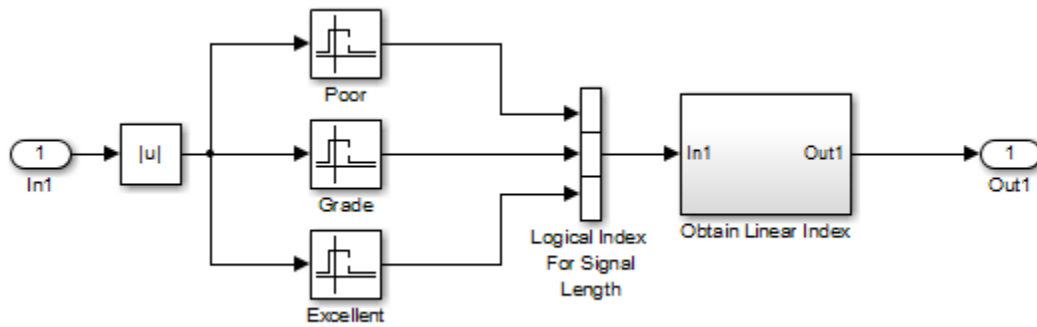 Poor
1
In1
|u|
Grade
Excellent
Logical Index
For Signal
Length
In1
Out1
Obtain Linear Index
1
Out1